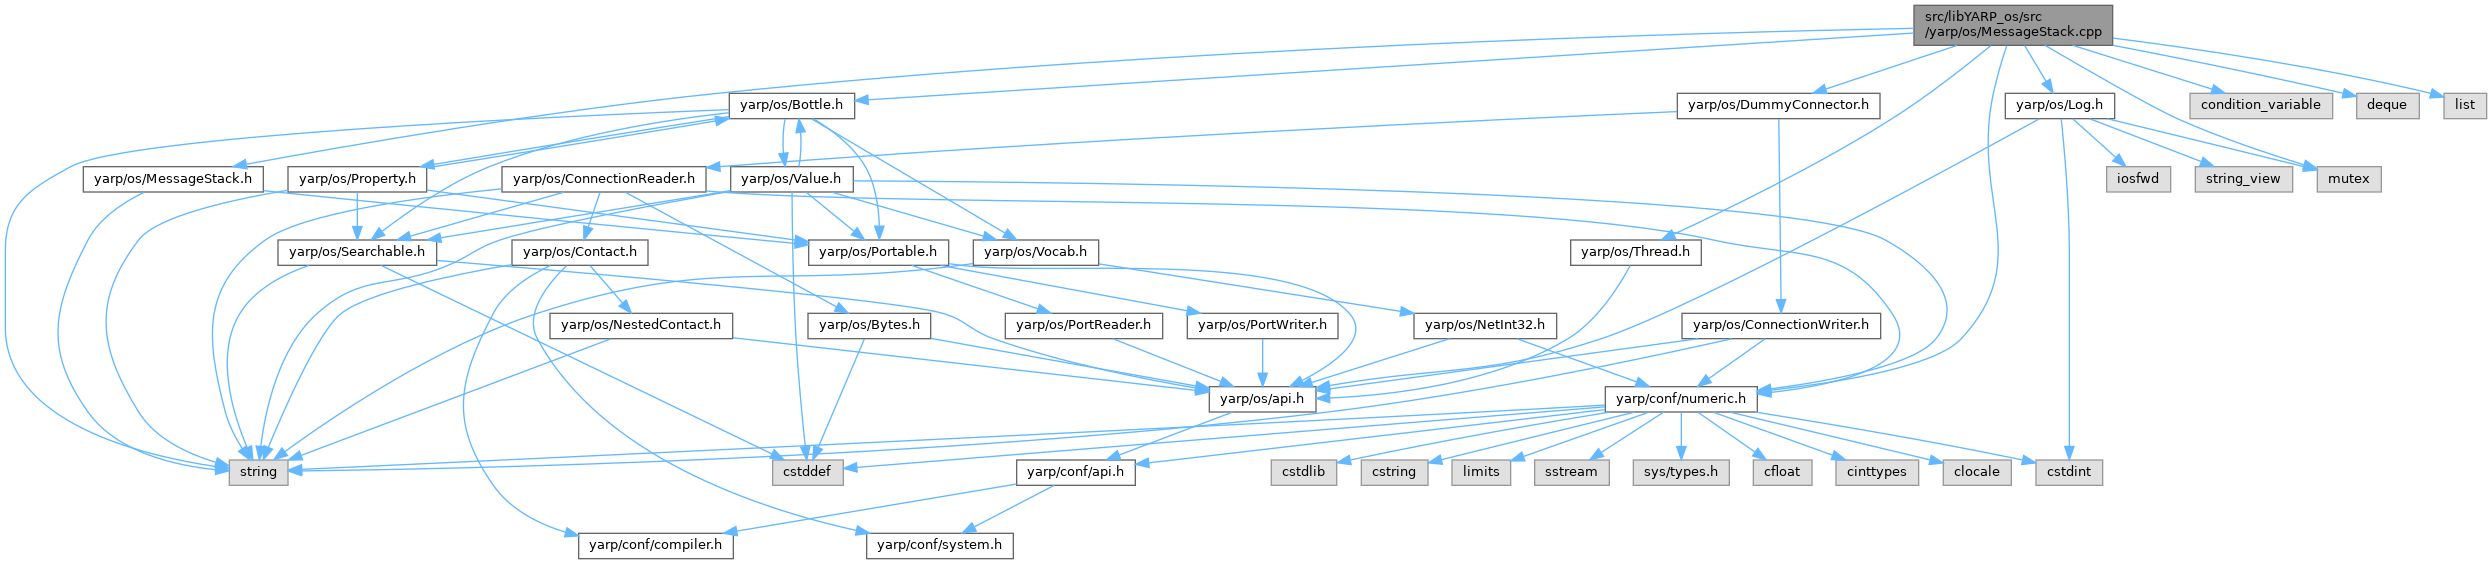 src/libYARP_os/src
/yarp/os/MessageStack.cpp
yarp/os/Bottle.h
yarp/os/DummyConnector.h
yarp/os/Log.h
condition_variable
deque
list
yarp/os/MessageStack.h
yarp/os/Property.h
yarp/os/ConnectionReader.h
yarp/os/Value.h
iosfwd
string_view
mutex
yarp/os/Searchable.h
yarp/os/Contact.h
yarp/os/Portable.h
yarp/os/Vocab.h
yarp/os/Thread.h
yarp/os/NestedContact.h
yarp/os/Bytes.h
yarp/os/PortReader.h
yarp/os/PortWriter.h
yarp/os/NetInt32.h
yarp/os/ConnectionWriter.h
yarp/os/api.h
yarp/conf/numeric.h
string
cstddef
yarp/conf/api.h
cstdlib
cstring
limits
sstream
sys/types.h
cfloat
cinttypes
clocale
cstdint
yarp/conf/compiler.h
yarp/conf/system.h